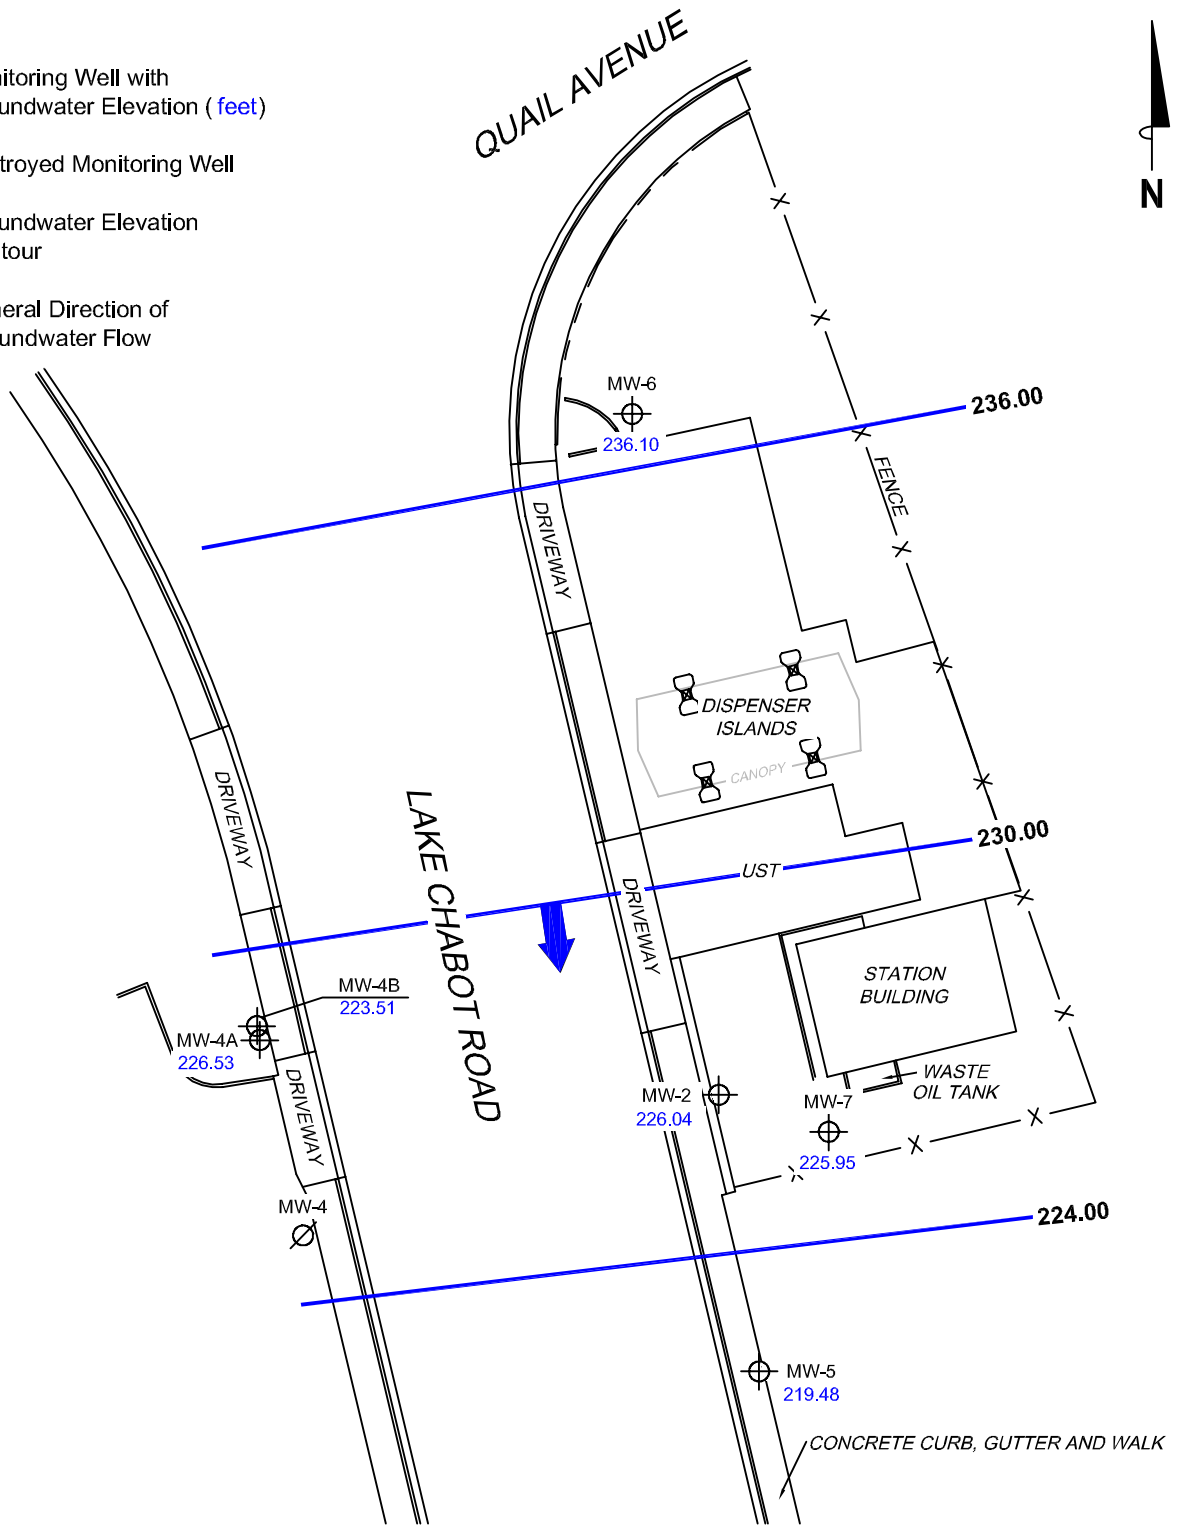 QUAIL AVENUE
nitoring Well with
undwater Elevation ( feet)
troyed Monitoring Well
undwater Elevation
tour
neral Direction of
undwater Flow
N
MW-6
236.10
236.00
FENCE
DRIVEWAY
DISPENSER
ISLANDS
CANOPY
DRIVEWAY
LAKE CHABOT ROAD
230.00
UST
DRIVEWAY
STATION
BUILDING
MW-4B
223.51
MW-4A
226.53
DRIVEWAY
WASTE
OIL TANK
MW-2
226.04
MW-7
225.95
MW-4
224.00
MW-5
219.48
CONCRETE CURB, GUTTER AND WALK